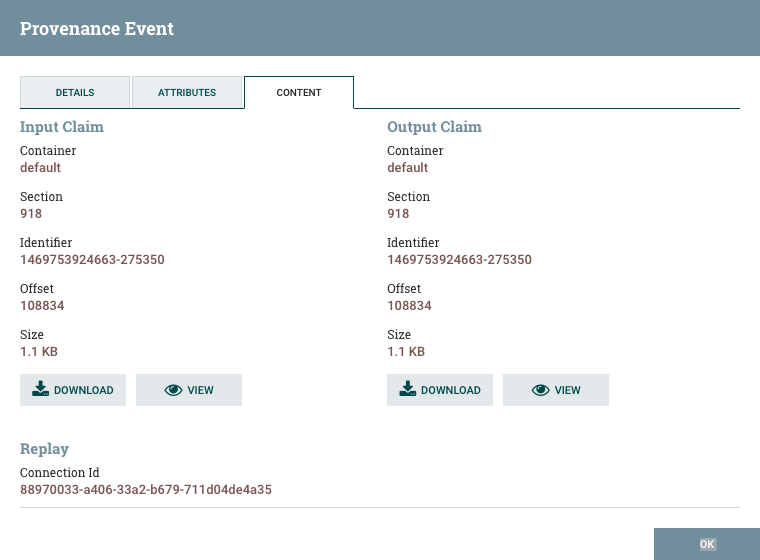 Provenance Event
DETAILS
ATTRIBUTES
CONTENT
Input Claim
Container
default
Section
918
Identifier
1469753924663-275350
Offset
108834
Size
1.1 KB
DOWNLOAD
VIEW
Output Claim
Container
default
Section
918
Identifier
1469753924663-275350
Offset
108834
Size
1.1 KB
DOWNLOAD
VIEW
Replay
Connection Id
88970033-a406-33a2-b679-711d04de4a35
OK